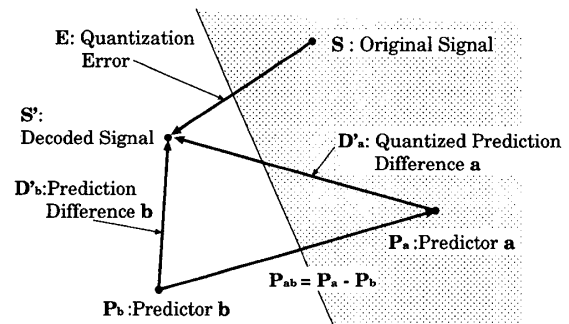 E: Quantization
Error
S : Original Signal
S':
Decoded Signal
D'a: Quantized Prediction
Difference a
D'b:Prediction
Difference b
Pa :Predictor a
Pab = Pa - Pb
Pb :Predictor b